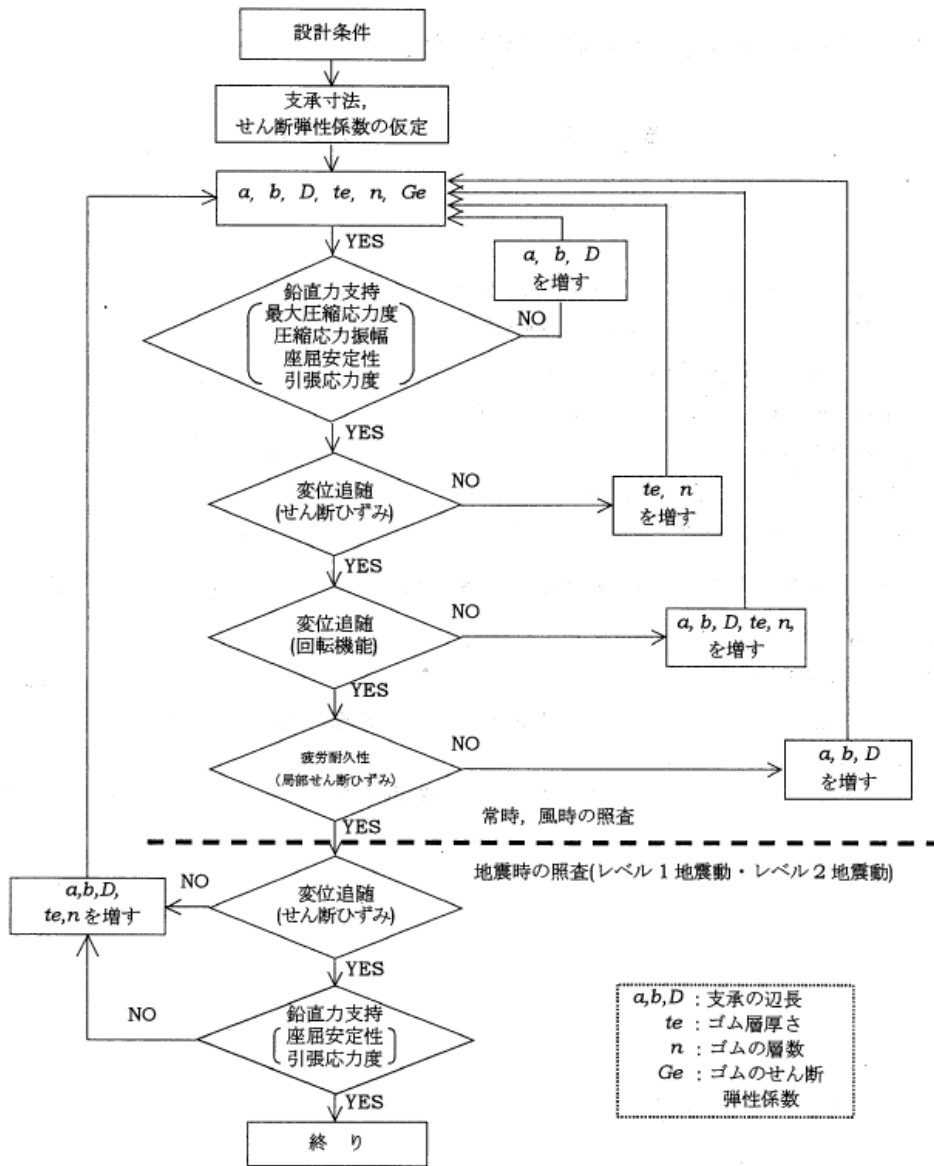 設計条件
支承寸法,
せん断弾性係数の仮定
a, b, D, te, n, Ge
YES
a, b, D
を増す
鉛直力支持
最大圧縮応力度
圧縮応力振幅
座屈安定性
引張応力度
NO
YES
変位追随
(せん断ひずみ)
NO
te, n
を増す
YES
変位追随
(回転機能)
NO
a, b, D, te, n,
を増す
YES
疲労耐久性
(局部せん断ひずみ)
NO
a, b, D
を増す
YES
常時，風時の照査
地震時の照査(レベル１地震動・レベル２地震動)
変位追随
(せん断ひずみ)
NO
a,b,D,
te,n を増す
YES
鉛直力支持
座屈安定性
引張応力度
NO
YES
終 り
a,b,D : 支承の辺長
te : ゴム層厚さ
n : ゴムの層数
Ge : ゴムのせん断
弾性係数